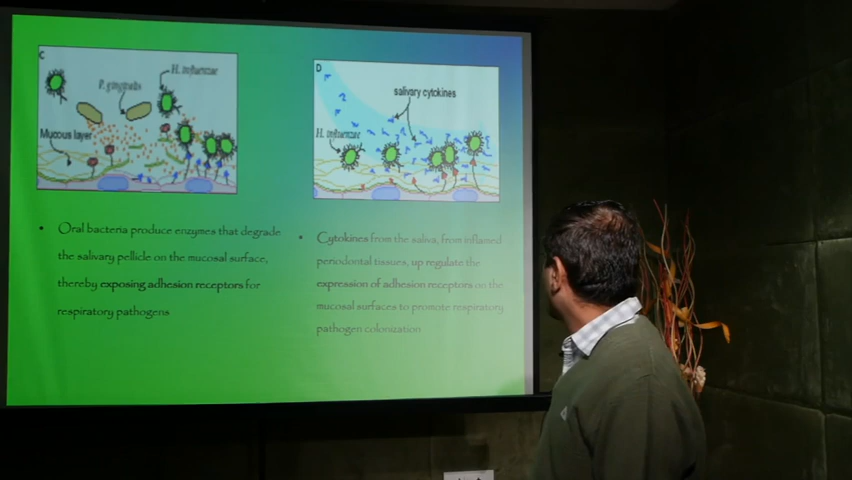 C
H. influenzae
P. gingivalis
Mucous layer
• Oral bacteria produce enzymes that degrade
the salivary pellicle on the mucosal surface,
thereby exposing adhesion receptors for
respiratory pathogens
D
salivary cytokines
H. influenzae
• Cytokines from the saliva, from inflamed
periodontal tissues, up regulate the
expression of adhesion receptors on the
mucosal surfaces to promote respiratory
pathogen colonization